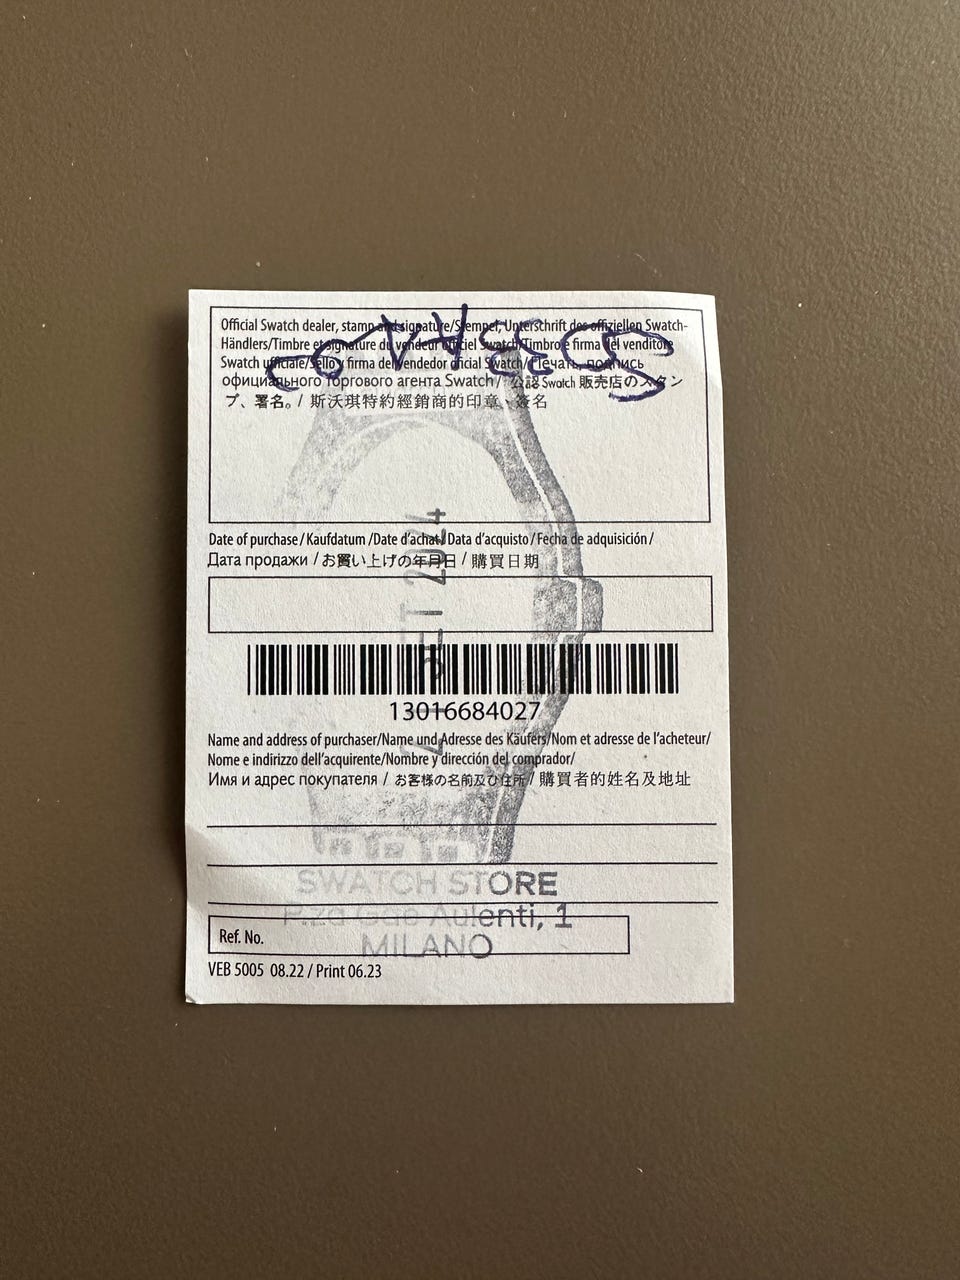 Official Swatch dealer, stamp and signature/Stempel, Unterschrift des offiziellen Swatch-
Händlers/Timbre et signature du vendeur officiel Swatch/Timbro e firma del venditore
Swatch ufficiale/Sello y firma del vendedor oficial Swatch/Печать, подпись
официального торгового агента Swatch/ 公認 Swatch 販売店のスタン
プ、署名。/ 斯沃琪特約經銷商的印章、簽名
Date of purchase/Kaufdatum /Date d'achat/Data d'acquisto/Fecha de adquisición/
Дата продажи /お買い上げの年月日/ 購買日期
SET 2024
13016684027
Name and address of purchaser/Name und Adresse des Käufers/Nom et adresse de l'acheteur/
Nome e indirizzo dell'acquirente/Nombre y dirección del comprador/
Имя и адрес покупателя / お客様の名前及び住所/ 購買者的姓名及地址
SWATCH STORE
P.za Gae Aulenti, 1
MILANO
Ref. No.
VEB 5005 08.22 / Print 06.23